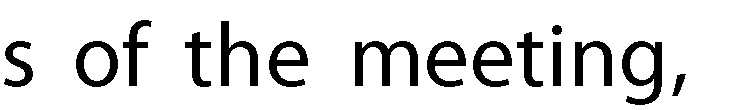 s of the meeting,